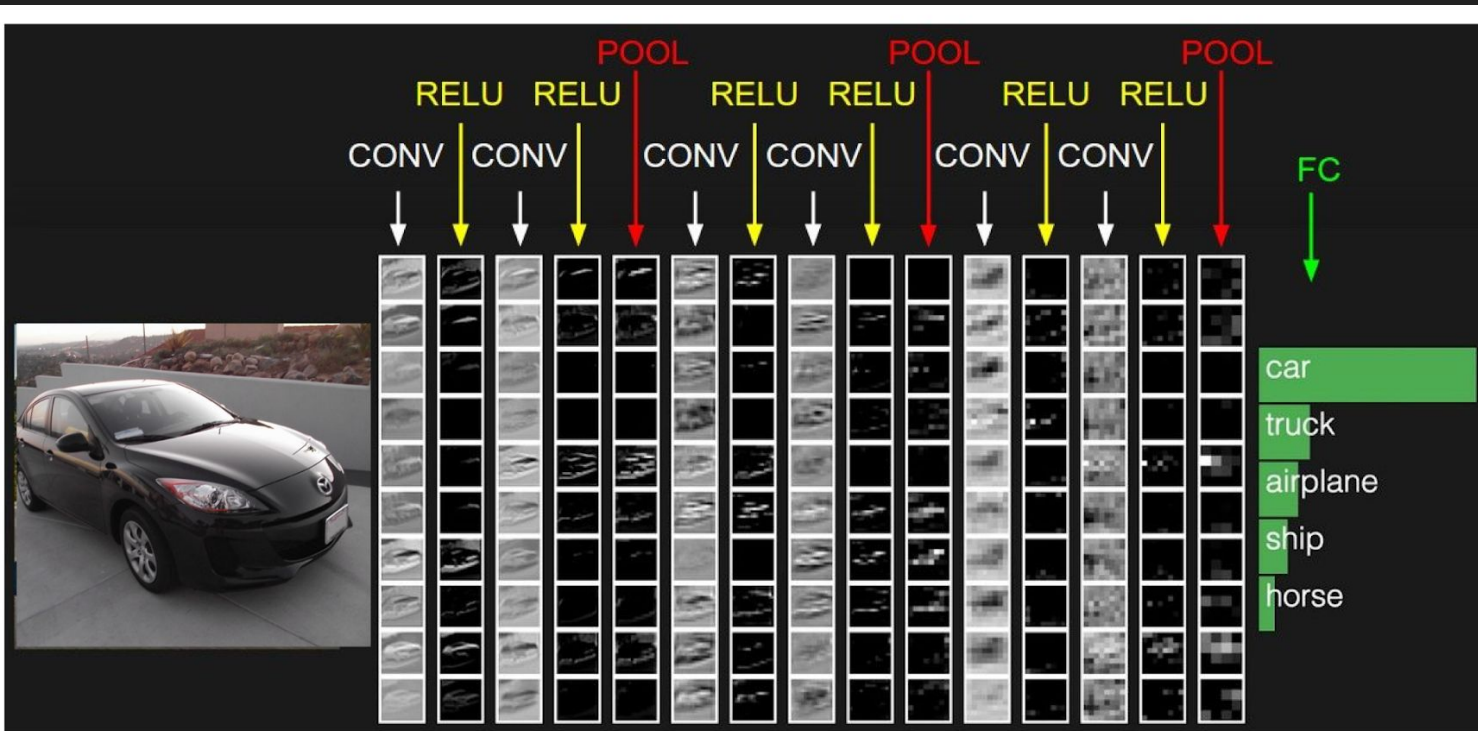 POOL POOL POOL
RELU RELU RELU RELU RELU RELU
CONV CONV CONV CONV CONV CONV
FC
car
truck
airplane
ship
horse